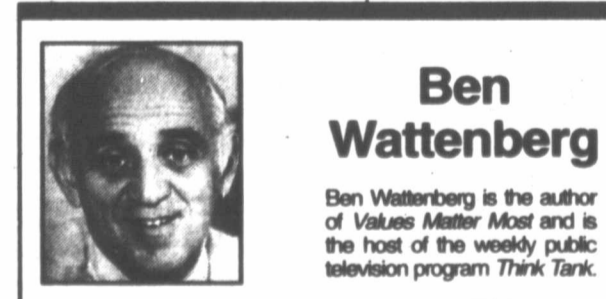 Ben
Wattenberg
Ben Wattenberg is the author
of Values Matter Most and is
the host of the weekly public
television program Think Tank.